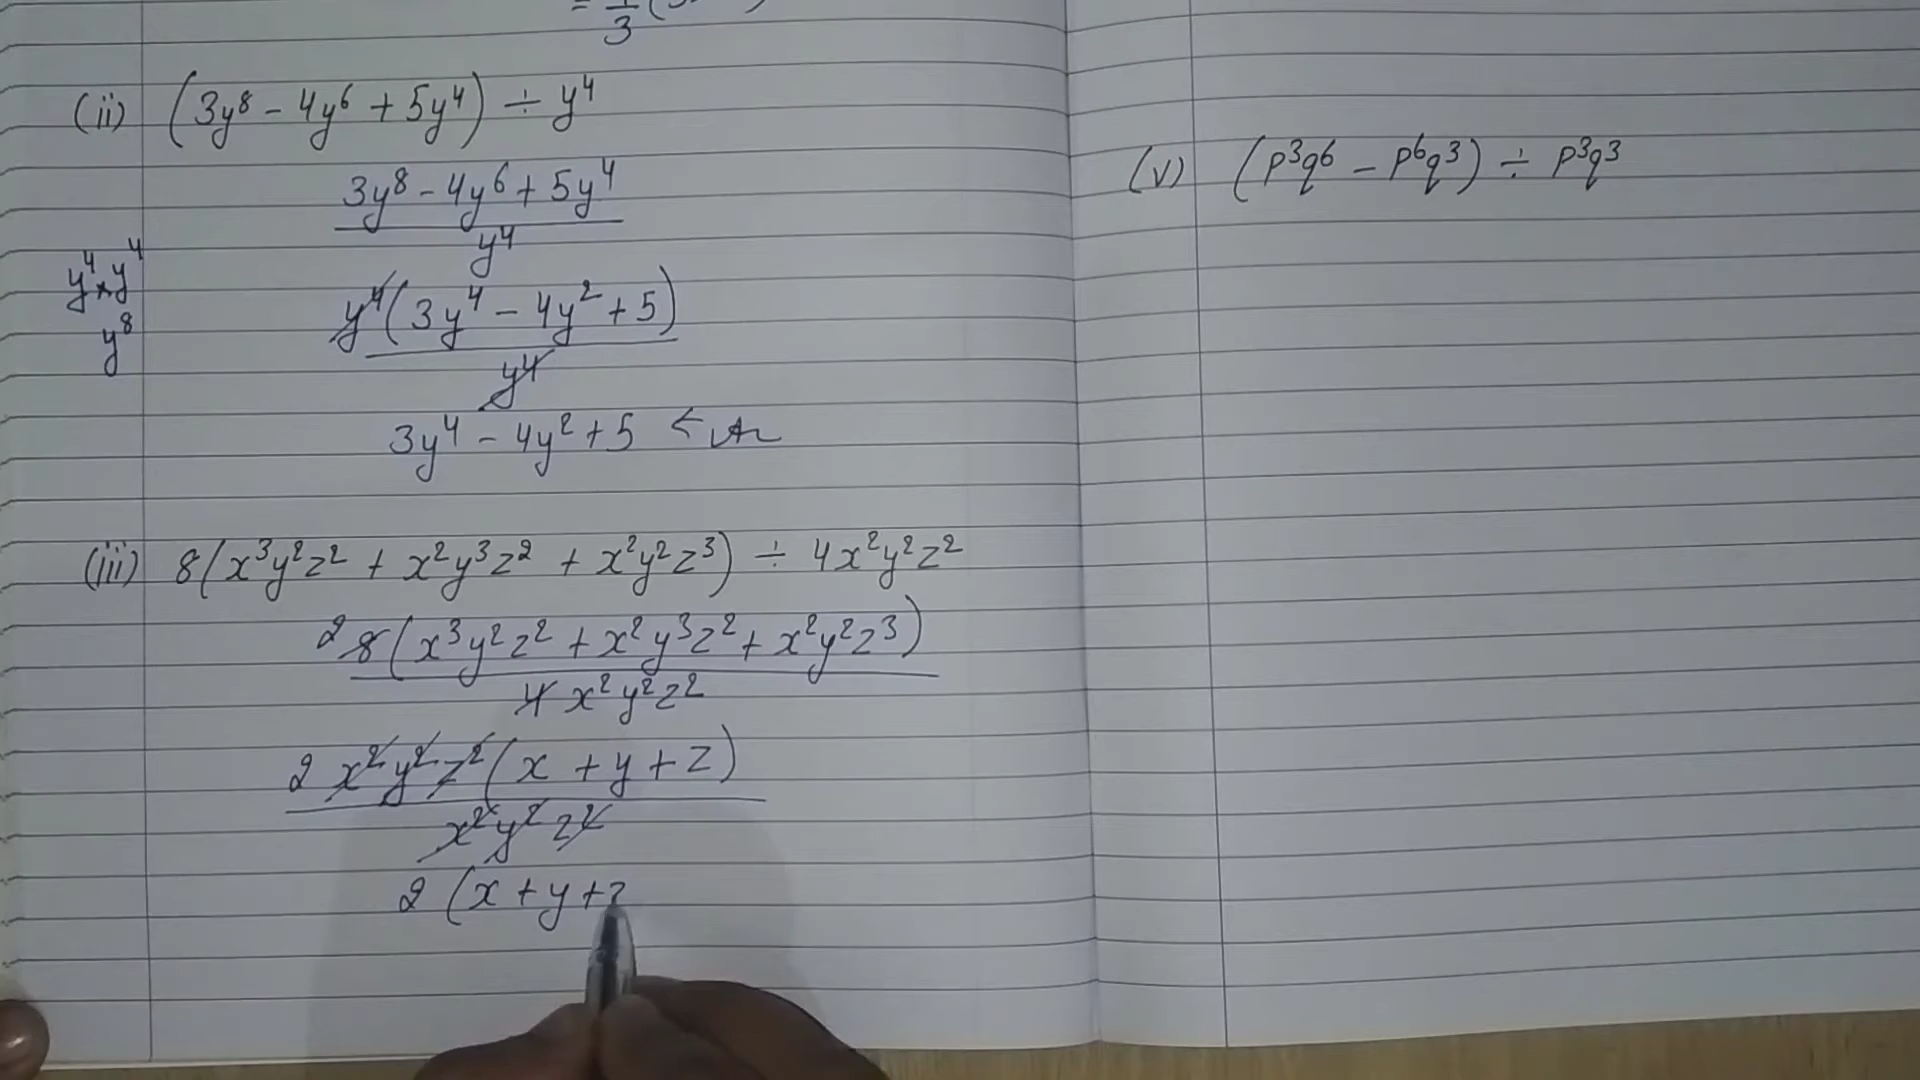 (ii) (3y⁸ - 4y⁶ + 5y⁴) ÷ y⁴
3y⁸ - 4y⁶ + 5y⁴
y⁴
y⁴ × y⁴
y⁸
y⁴(3y⁴ - 4y² + 5)
y⁴
3y⁴ - 4y² + 5
(iii) 8(x³y²z² + x²y³z² + x²y²z³) ÷ 4x²y²z²
2 8(x³y²z² + x²y³z² + x²y²z³)
4x²y²z²
2 x²y²z²(x + y + z)
x²y²z²
2 (x + y + z
(v) (p³q⁶ - p⁶q³) ÷ p³q³